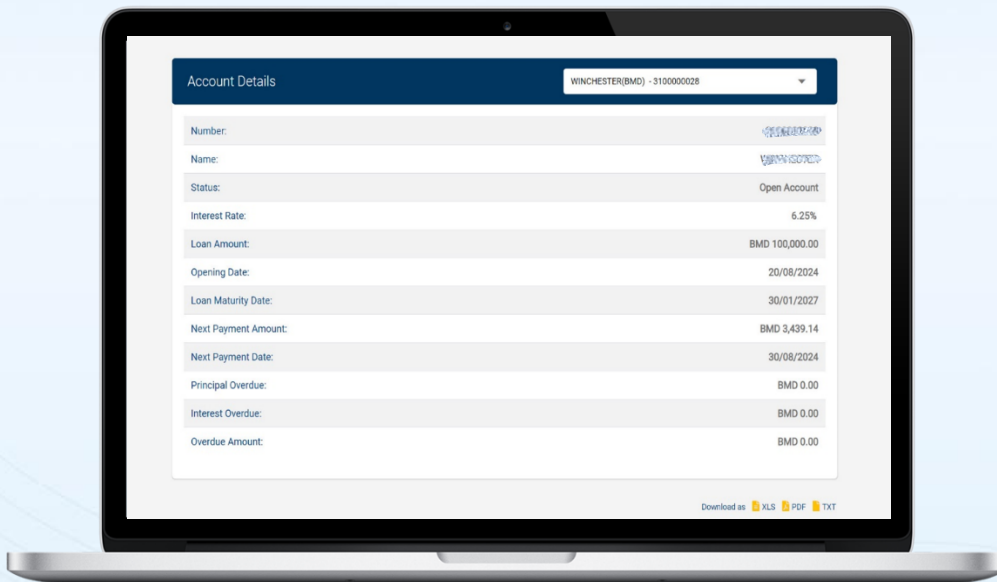 Account Details
WINCHESTER(BMD) - 3100000028
Number:
Name:
Status: Open Account
Interest Rate: 6.25%
Loan Amount: BMD 100,000.00
Opening Date: 20/08/2024
Loan Maturity Date: 30/01/2027
Next Payment Amount: BMD 3,439.14
Next Payment Date: 30/08/2024
Principal Overdue: BMD 0.00
Interest Overdue: BMD 0.00
Overdue Amount: BMD 0.00
Download as XLS PDF TXT